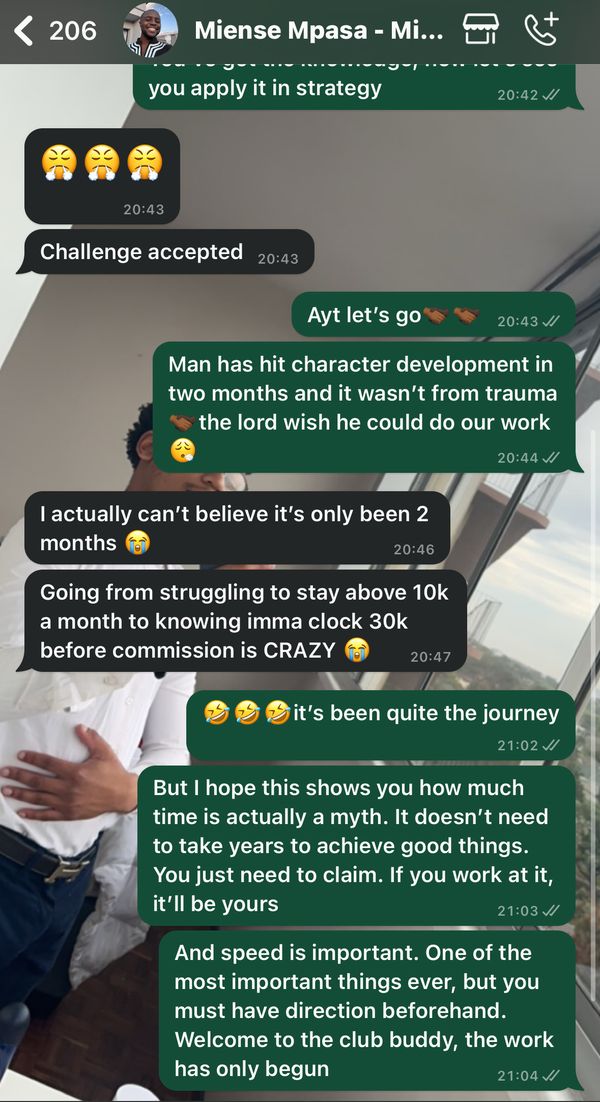 206
Miense Mpasa - Mi...
you apply it in strategy
20:42
😤😤😤
20:43
Challenge accepted
20:43
Ayt let's go🤝🏾🤝🏾
20:43
Man has hit character development in
two months and it wasn't from trauma
🤝🏾the lord wish he could do our work
😮‍💨
20:44
I actually can't believe it's only been 2
months 😭
20:46
Going from struggling to stay above 10k
a month to knowing imma clock 30k
before commission is CRAZY 😭
20:47
🤣🤣🤣it's been quite the journey
21:02
But I hope this shows you how much
time is actually a myth. It doesn't need
to take years to achieve good things.
You just need to claim. If you work at it,
it'll be yours
21:03
And speed is important. One of the
most important things ever, but you
must have direction beforehand.
Welcome to the club buddy, the work
has only begun
21:04